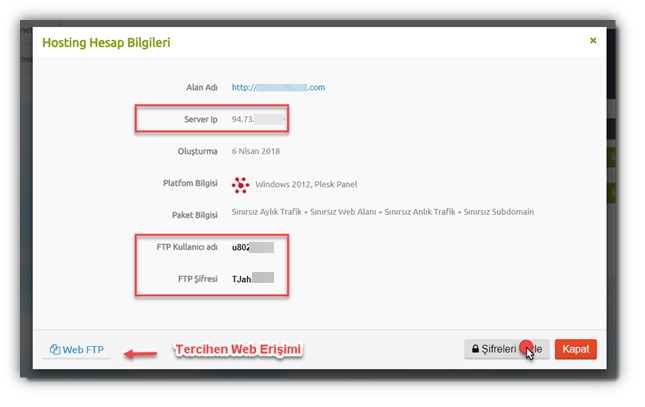 Hosting Hesap Bilgileri ×
Alan Adı http:// .com
Server Ip 94.73.
Oluşturma 6 Nisan 2018
Platfom Bilgisi Windows 2012, Plesk Panel
Paket Bilgisi Sınırsız Aylık Trafik + Sınırsız Web Alanı + Sınırsız Anlık Trafik + Sınırsız Subdomain
FTP Kullanıcı adı u802
FTP Şifresi TJah.
Web FTP Tercihen Web Erişimi Şifreleri Kapat